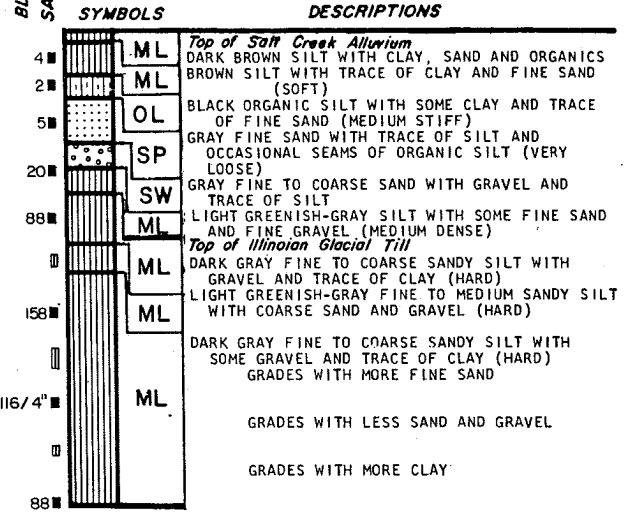 BL
SA
SYMBOLS
DESCRIPTIONS
Top of Salt Creek Alluvium
4
ML
DARK BROWN SILT WITH CLAY, SAND AND ORGANICS
2
ML
BROWN SILT WITH TRACE OF CLAY AND FINE SAND
(SOFT)
OL
BLACK ORGANIC SILT WITH SOME CLAY AND TRACE
5
OF FINE SAND (MEDIUM STIFF)
SP
GRAY FINE SAND WITH TRACE OF SILT AND
OCCASIONAL SEAMS OF ORGANIC SILT (VERY
LOOSE)
20
SW
GRAY FINE TO COARSE SAND WITH GRAVEL AND
TRACE OF SILT
88
ML
LIGHT GREENISH-GRAY SILT WITH SOME FINE SAND
AND FINE GRAVEL (MEDIUM DENSE)
Top of Illinoian Glacial Till
ML
DARK GRAY FINE TO COARSE SANDY SILT WITH
GRAVEL AND TRACE OF CLAY (HARD)
LIGHT GREENISH-GRAY FINE TO MEDIUM SANDY SILT
158
ML
WITH COARSE SAND AND GRAVEL (HARD)
DARK GRAY FINE TO COARSE SANDY SILT WITH
SOME GRAVEL AND TRACE OF CLAY (HARD)
GRADES WITH MORE FINE SAND
116/4"
ML
GRADES WITH LESS SAND AND GRAVEL
GRADES WITH MORE CLAY
88